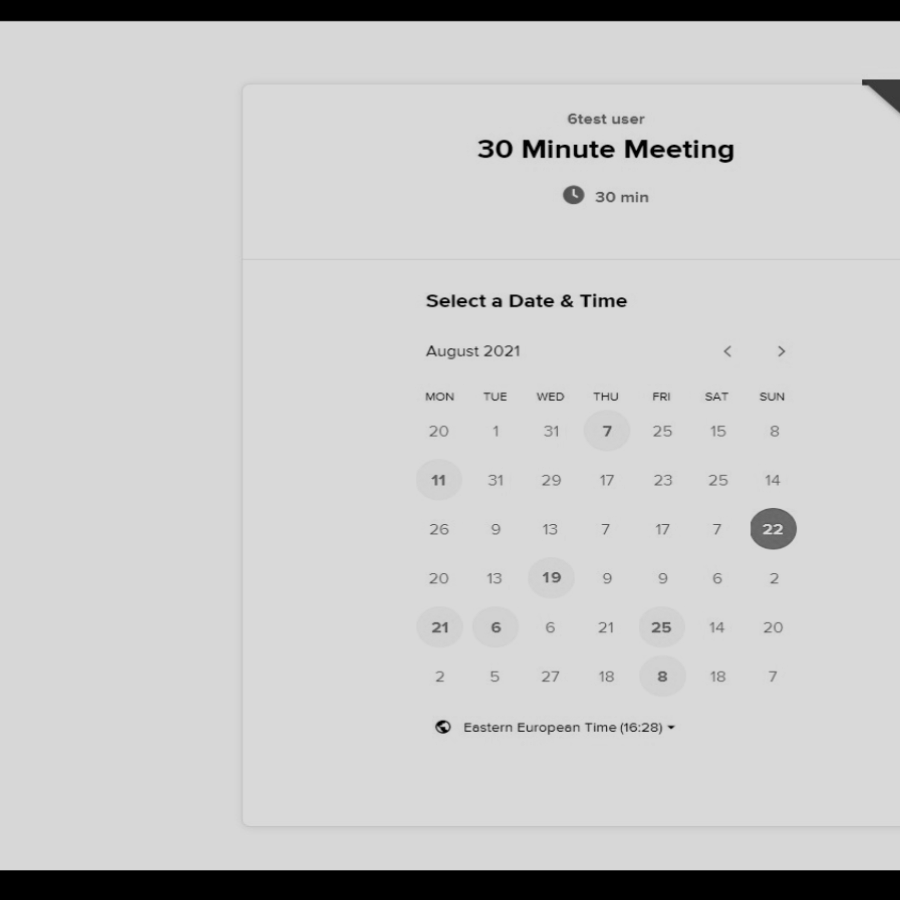 6test user
30 Minute Meeting
30 min
Select a Date & Time
August 2021
MON TUE WED THU FRI SAT SUN
20 1 31 7 25 15 8
11 31 29 17 23 25 14
26 9 13 7 17 7 22
20 13 19 9 9 6 2
21 6 6 21 25 14 20
2 5 27 18 8 18 7
Eastern European Time (16:28)